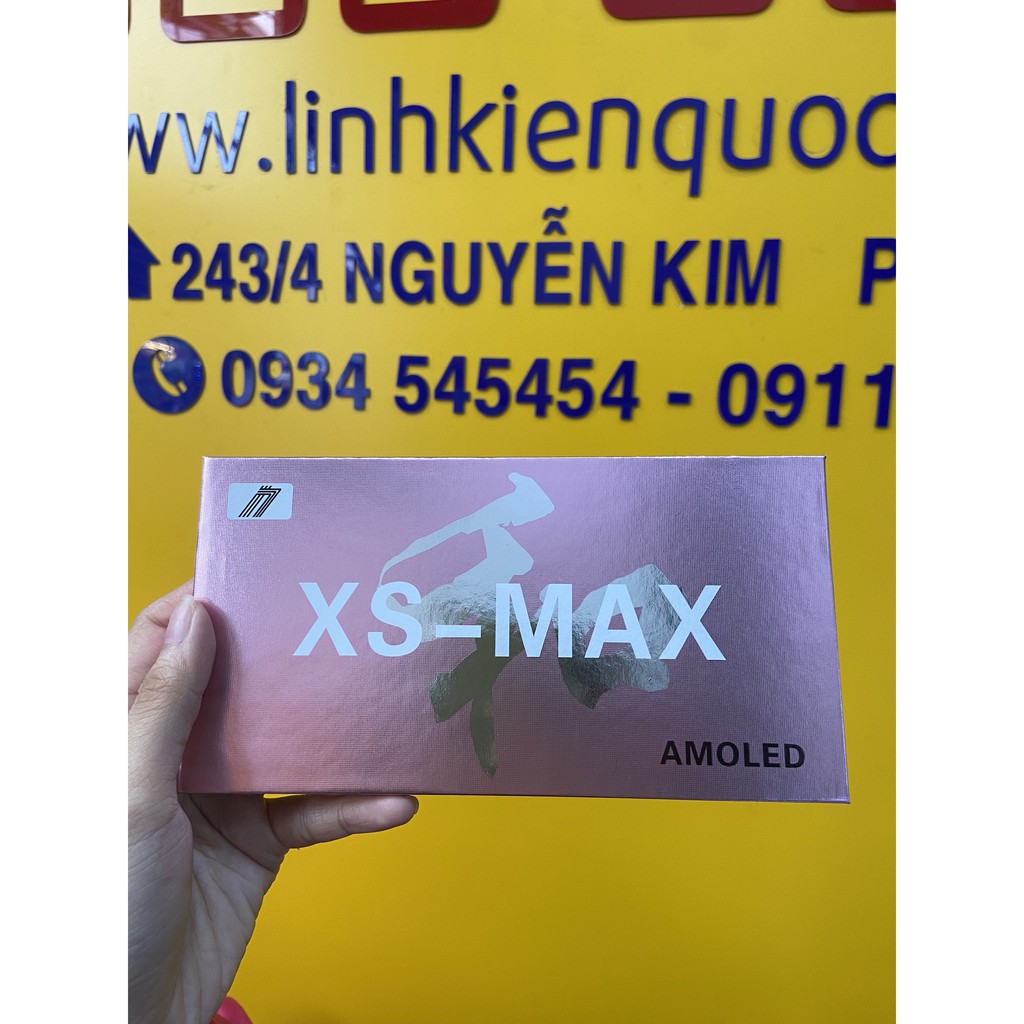 www.linhkienquoc
243/4 NGUYỄN KIM P
0934 545454 - 0911
XS-MAX
AMOLED